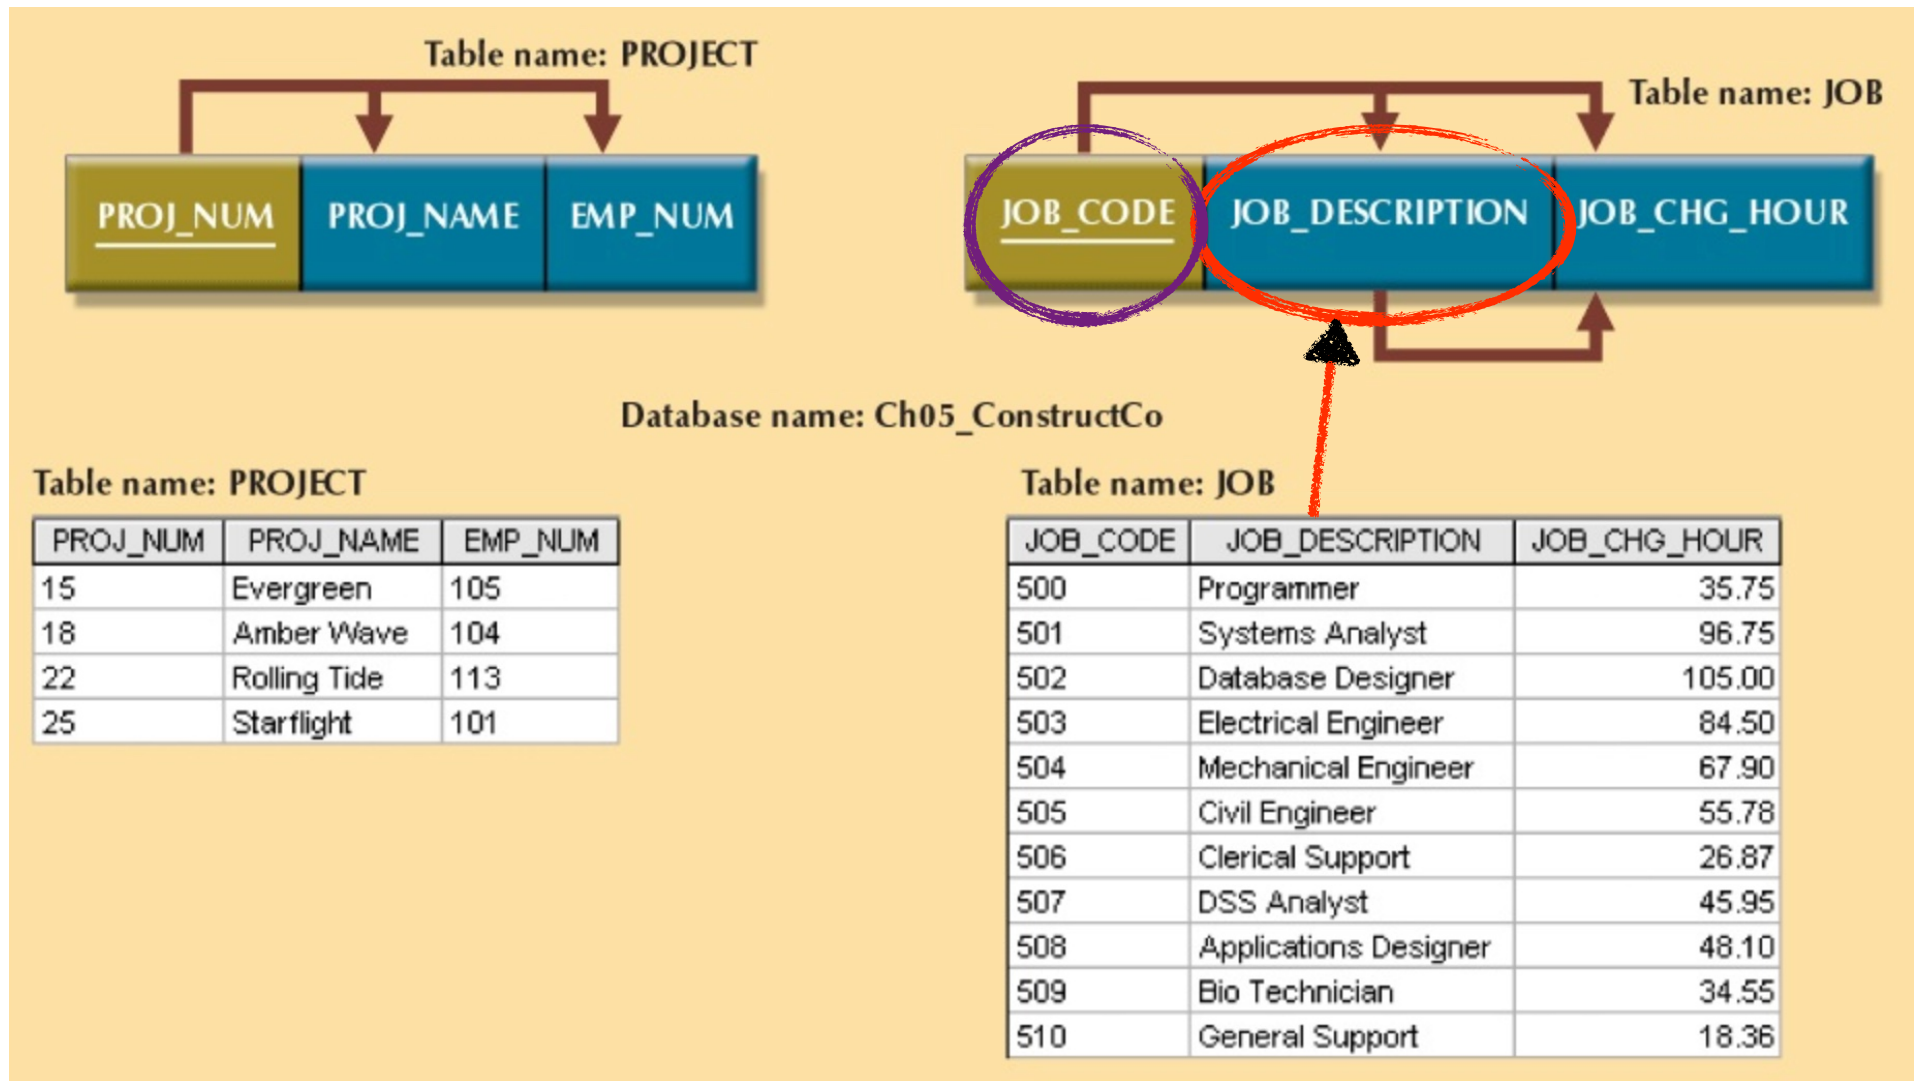 Table name: PROJECT
PROJ_NUM PROJ_NAME EMP_NUM
Table name: JOB
JOB_CODE JOB_DESCRIPTION JOB_CHG_HOUR
Database name: Ch05_ConstructCo
Table name: PROJECT
PROJ_NUM PROJ_NAME EMP_NUM
15 Evergreen 105
18 Amber Wave 104
22 Rolling Tide 113
25 Starflight 101
Table name: JOB
JOB_CODE JOB_DESCRIPTION JOB_CHG_HOUR
500 Programmer 35.75
501 Systems Analyst 96.75
502 Database Designer 105.00
503 Electrical Engineer 84.50
504 Mechanical Engineer 67.90
505 Civil Engineer 55.78
506 Clerical Support 26.87
507 DSS Analyst 45.95
508 Applications Designer 48.10
509 Bio Technician 34.55
510 General Support 18.36